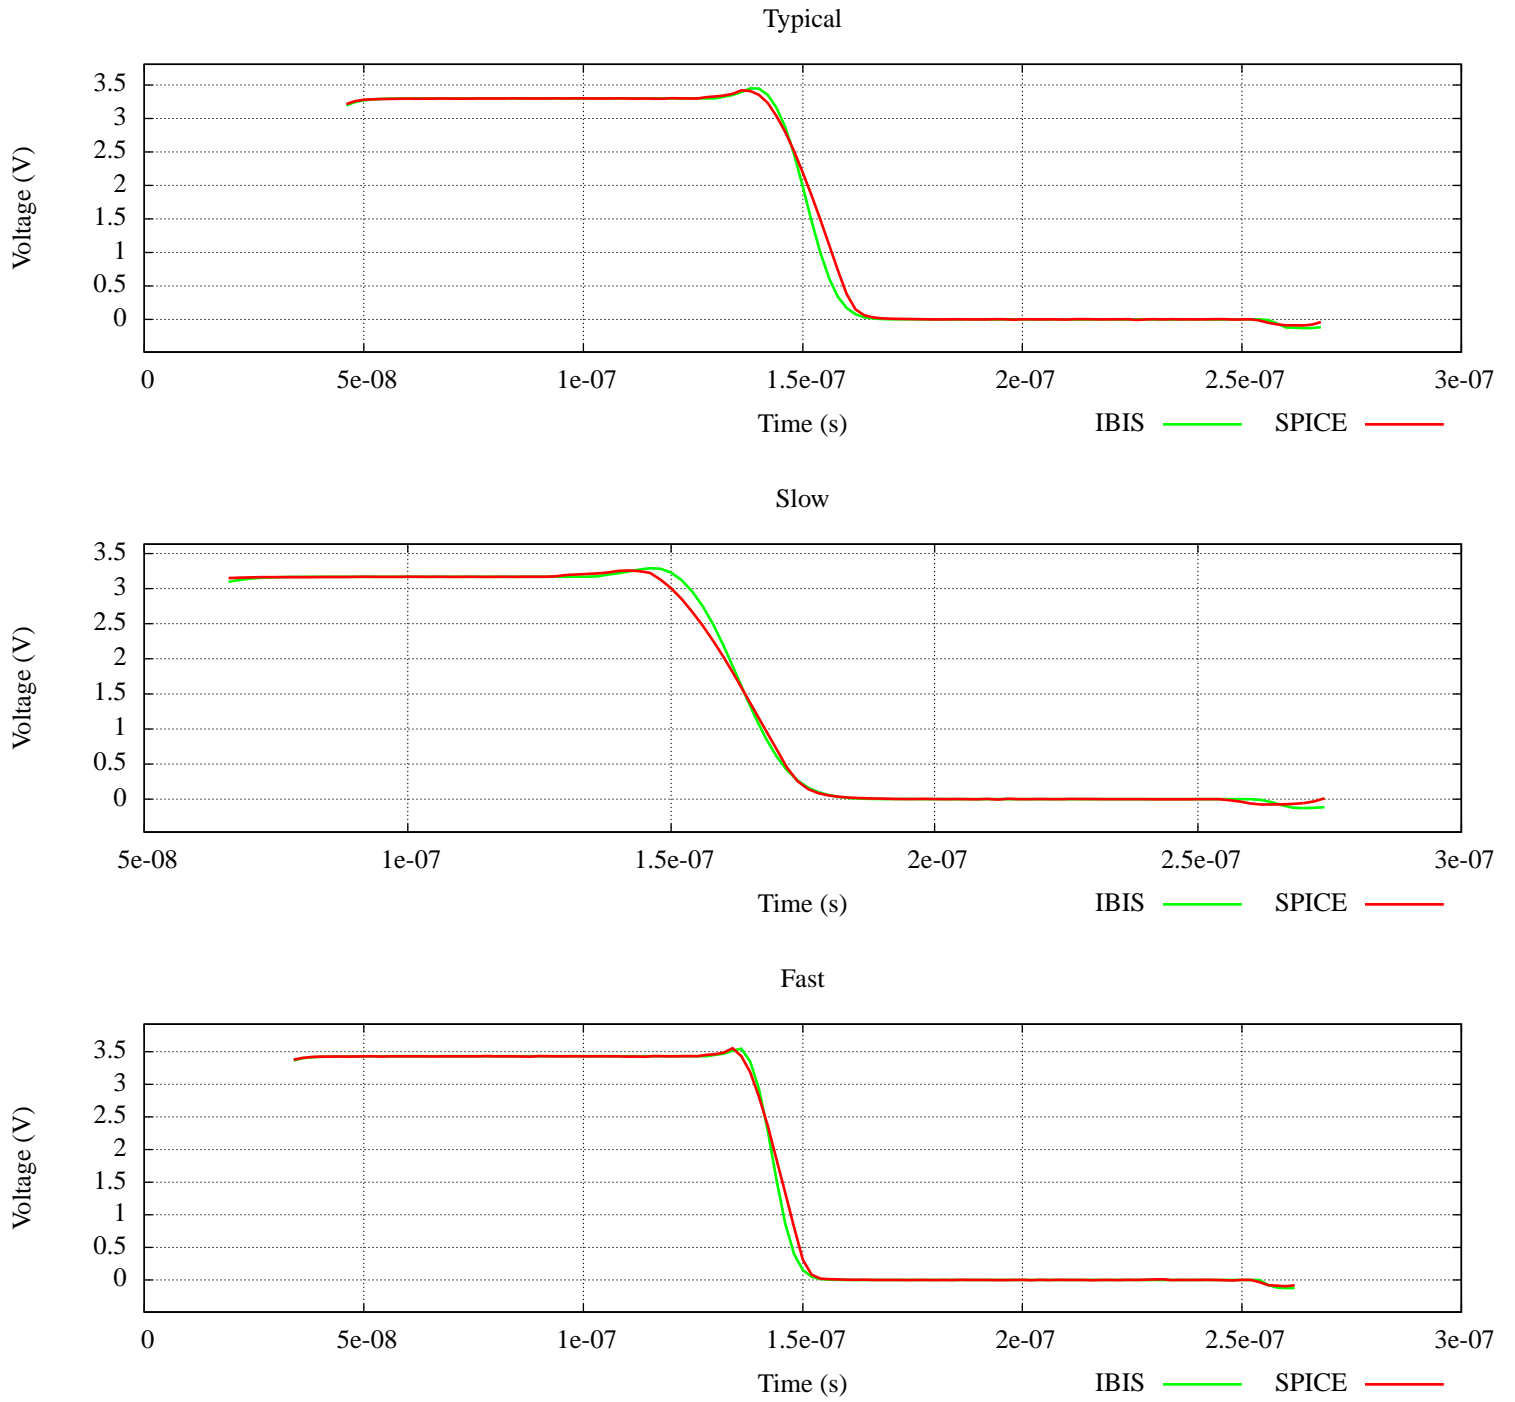 Typical
3.5
3
2.5
2
1.5
1
0.5
0
Voltage (V)
0 5e-08 1e-07 1.5e-07 2e-07 2.5e-07 3e-07
Time (s)
IBIS SPICE
Slow
3.5
3
2.5
2
1.5
1
0.5
0
Voltage (V)
5e-08 1e-07 1.5e-07 2e-07 2.5e-07 3e-07
Time (s)
IBIS SPICE
Fast
3.5
3
2.5
2
1.5
1
0.5
0
Voltage (V)
0 5e-08 1e-07 1.5e-07 2e-07 2.5e-07 3e-07
Time (s)
IBIS SPICE